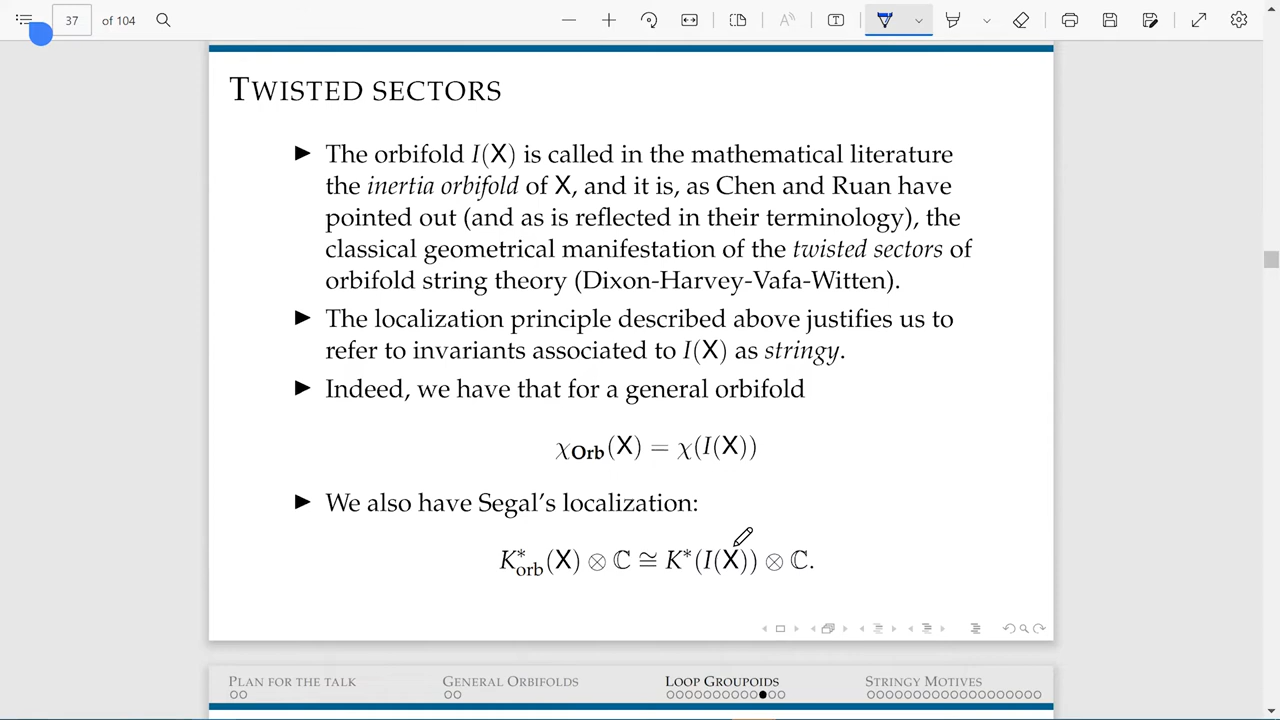 37 of 104
TWISTED SECTORS
▶ The orbifold I(X) is called in the mathematical literature
the inertia orbifold of X, and it is, as Chen and Ruan have
pointed out (and as is reflected in their terminology), the
classical geometrical manifestation of the twisted sectors of
orbifold string theory (Dixon-Harvey-Vafa-Witten).
▶ The localization principle described above justifies us to
refer to invariants associated to I(X) as stringy.
▶ Indeed, we have that for a general orbifold
χ_Orb(X) = χ(I(X))
▶ We also have Segal's localization:
K*_orb(X) ⊗ ℂ ≅ K*(I(X)) ⊗ ℂ.
PLAN FOR THE TALK GENERAL ORBIFOLDS LOOP GROUPOIDS STRINGY MOTIVES